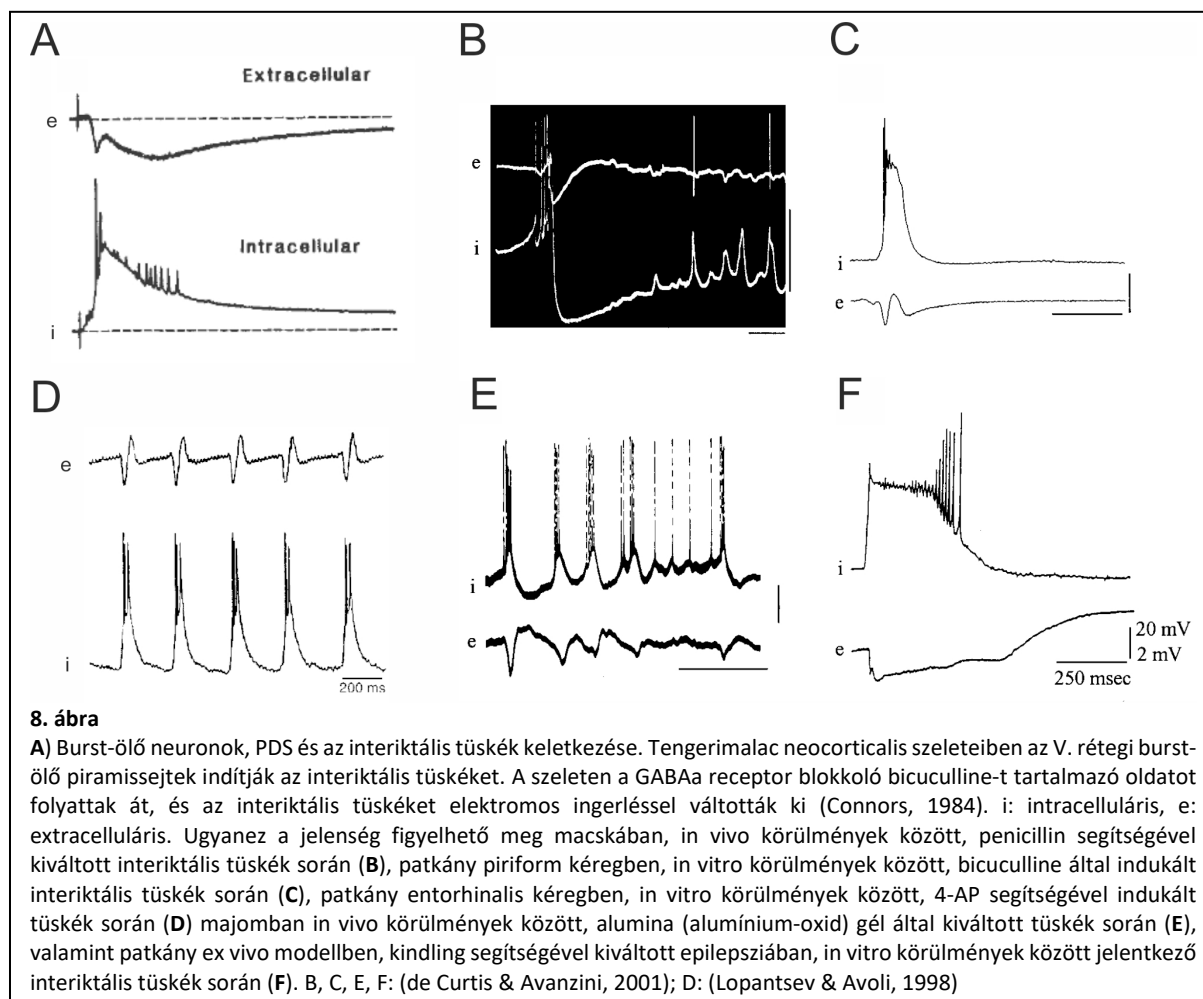 A
B
C
Extracellular
e
e
Intracellular
i
i
i
e
D
E
F
e
i
i
i
e
e
20 mV
2 mV
200 ms
250 msec
8. ábra
A) Burst-ölő neuronok, PDS és az interiktális tüskék keletkezése. Tengerimalac neocorticalis szeleteiben az V. rétegi burst-
ölő piramissejtek indítják az interiktális tüskéket. A szeleten a GABAa receptor blokkoló bicuculline-t tartalmazó oldatot
folyattak át, és az interiktális tüskéket elektromos ingerléssel váltották ki (Connors, 1984). i: intracelluláris, e:
extracelluláris. Ugyanez a jelenség figyelhető meg macskában, in vivo körülmények között, penicillin segítségével
kiváltott interiktális tüskék során (B), patkány piriform kéregben, in vitro körülmények között, bicuculline által indukált
interiktális tüskék során (C), patkány entorhinalis kéregben, in vitro körülmények között, 4-AP segítségével indukált
tüskék során (D) majomban in vivo körülmények között, alumina (alumínium-oxid) gél által kiváltott tüskék során (E),
valamint patkány ex vivo modellben, kindling segítségével kiváltott epilepsziában, in vitro körülmények között jelentkező
interiktális tüskék során (F). B, C, E, F: (de Curtis & Avanzini, 2001); D: (Lopantsev & Avoli, 1998)